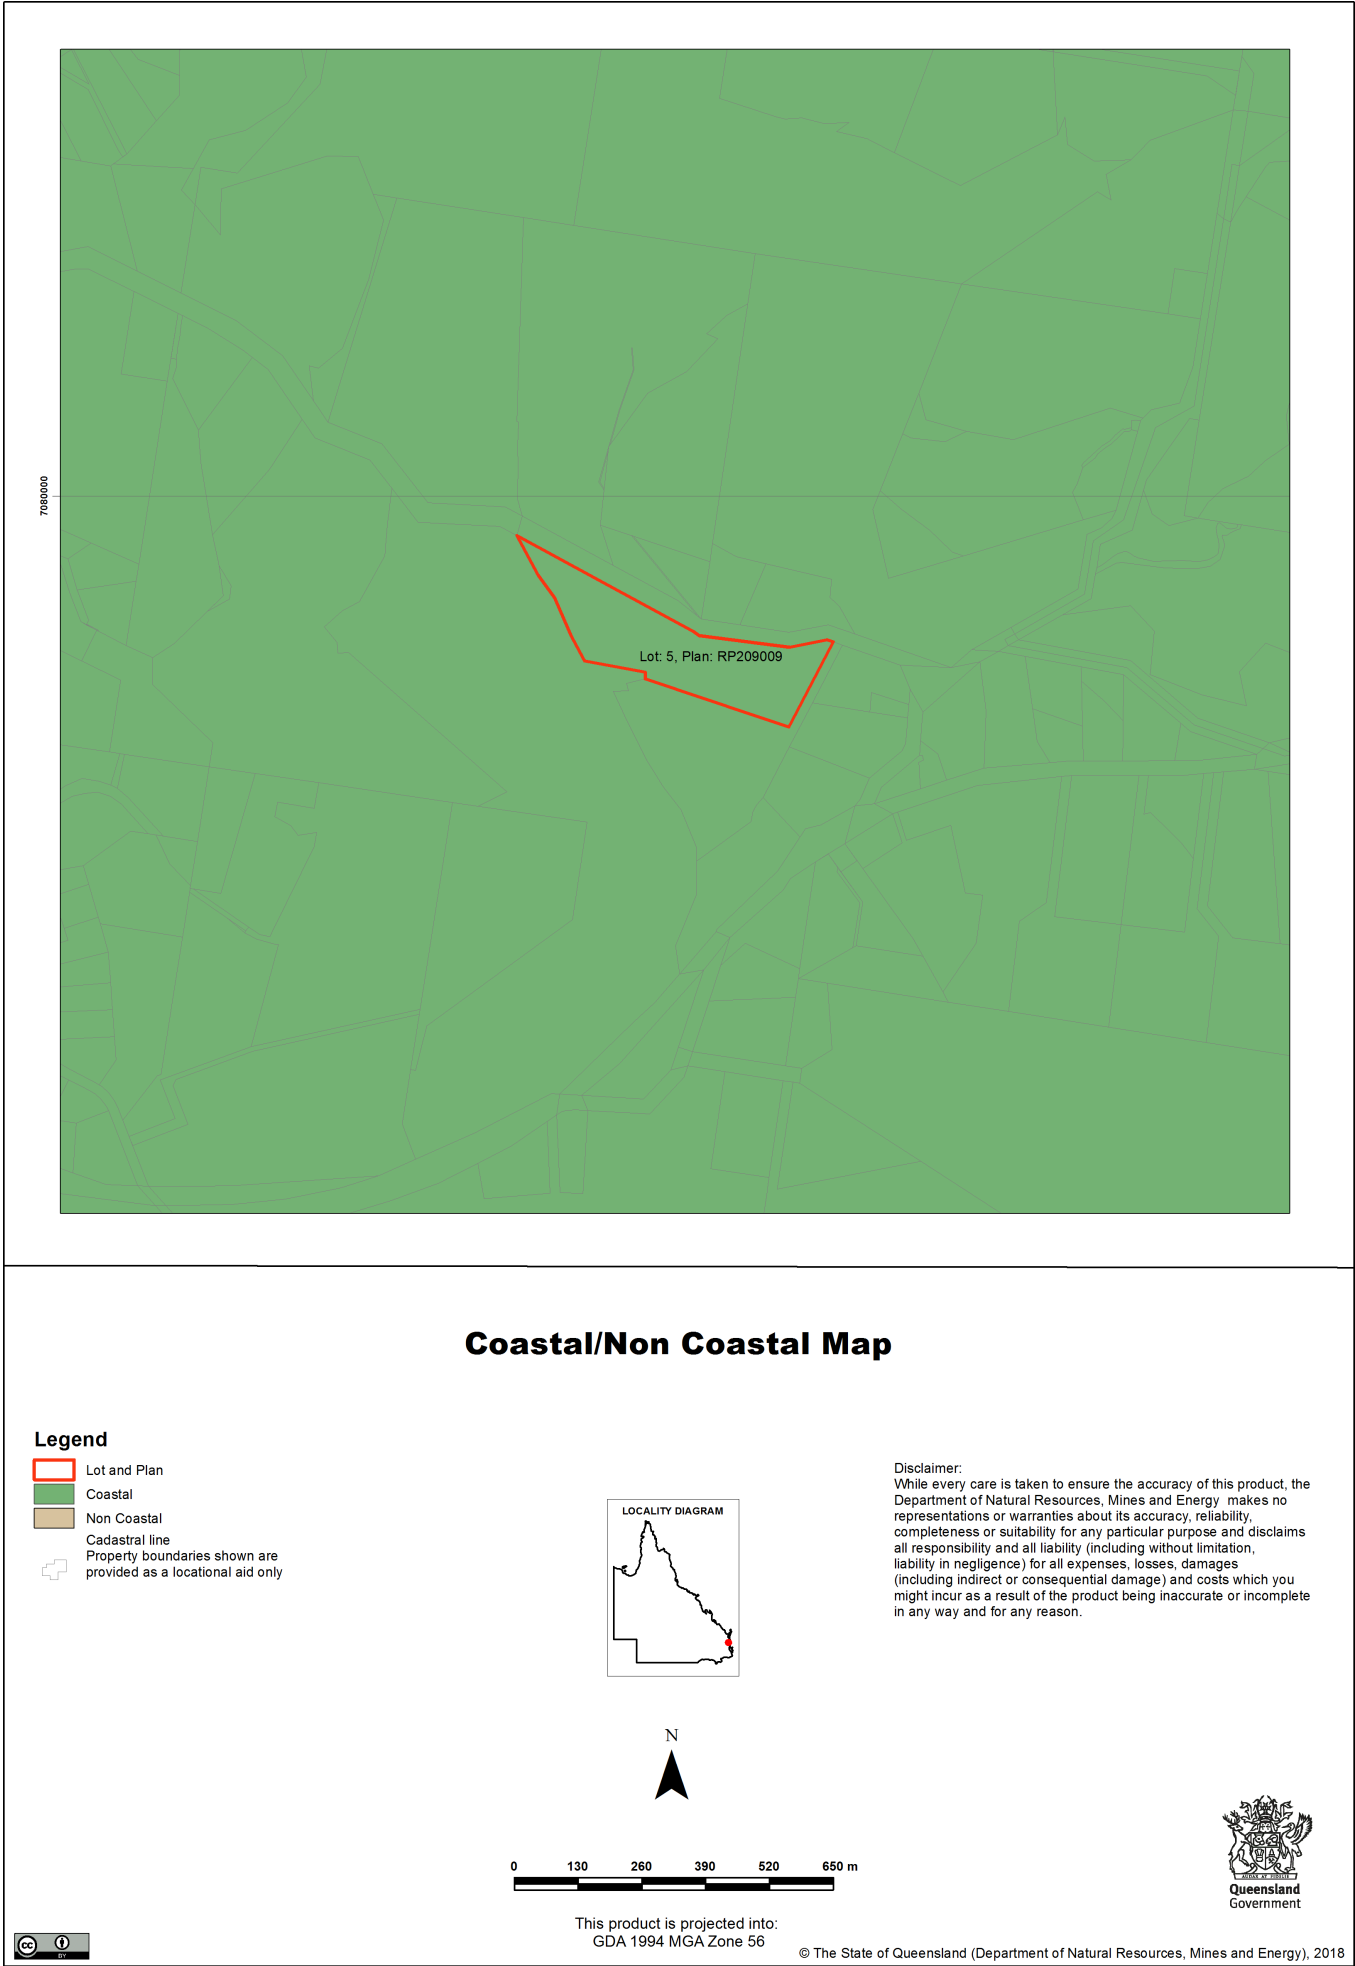 7080000
Lot: 5, Plan: RP209009
Coastal/Non Coastal Map
Legend
Lot and Plan
Coastal
Non Coastal
Cadastral line
Property boundaries shown are
provided as a locational aid only
LOCALITY DIAGRAM
Disclaimer:
While every care is taken to ensure the accuracy of this product, the
Department of Natural Resources, Mines and Energy makes no
representations or warranties about its accuracy, reliability,
completeness or suitability for any particular purpose and disclaims
all responsibility and all liability (including without limitation,
liability in negligence) for all expenses, losses, damages
(including indirect or consequential damage) and costs which you
might incur as a result of the product being inaccurate or incomplete
in any way and for any reason.
N
0 130 260 390 520 650 m
This product is projected into:
GDA 1994 MGA Zone 56
AUDAX AT FIDELIS
Queensland
Government
cc
BY
© The State of Queensland (Department of Natural Resources, Mines and Energy), 2018